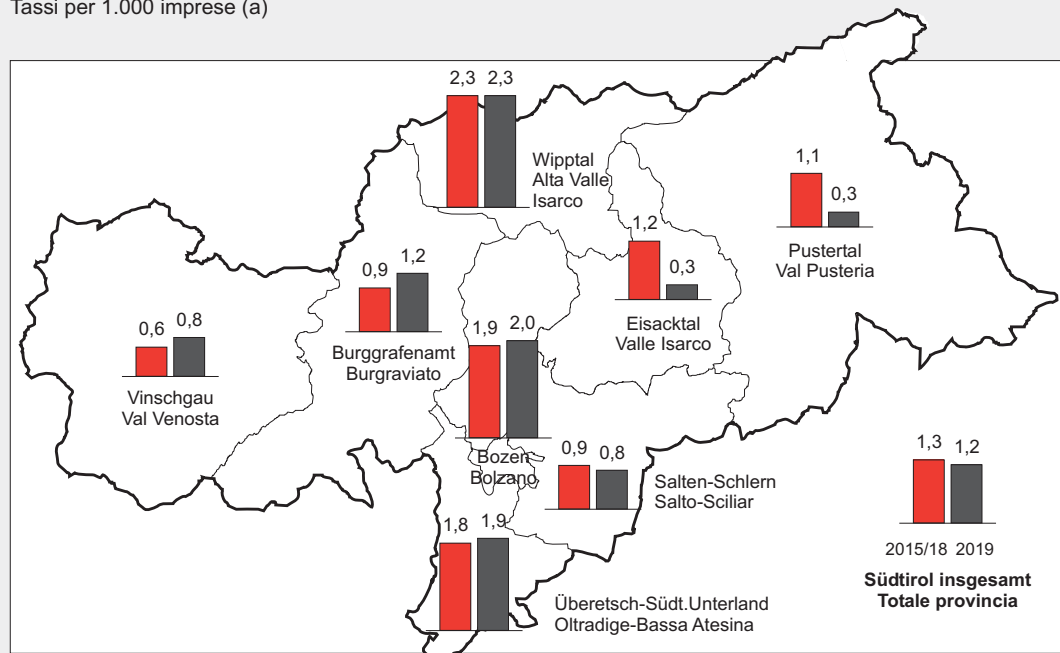 Tassi per 1.000 imprese (a)
2,3 2,3
Wipptal
Alta Valle
Isarco
1,1 0,3
Pustertal
Val Pusteria
1,2 0,3
Eisacktal
Valle Isarco
0,9 1,2
Burggrafenamt
Burgraviato
0,6 0,8
Vinschgau
Val Venosta
1,9 2,0
Bozen
Bolzano
0,9 0,8
Salten-Schlern
Salto-Sciliar
1,8 1,9
Überetsch-Südt.Unterland
Oltradige-Bassa Atesina
1,3 1,2
2015/18 2019
Südtirol insgesamt
Totale provincia